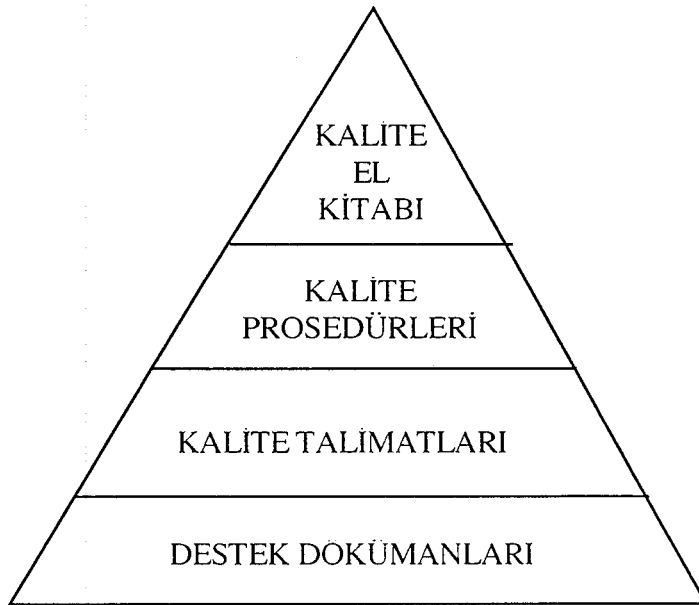 KALİTE
EL
KİTABI
KALİTE
PROSEDÜRLERİ
KALİTE TALİMATLARI
DESTEK DÖKÜMANLARI